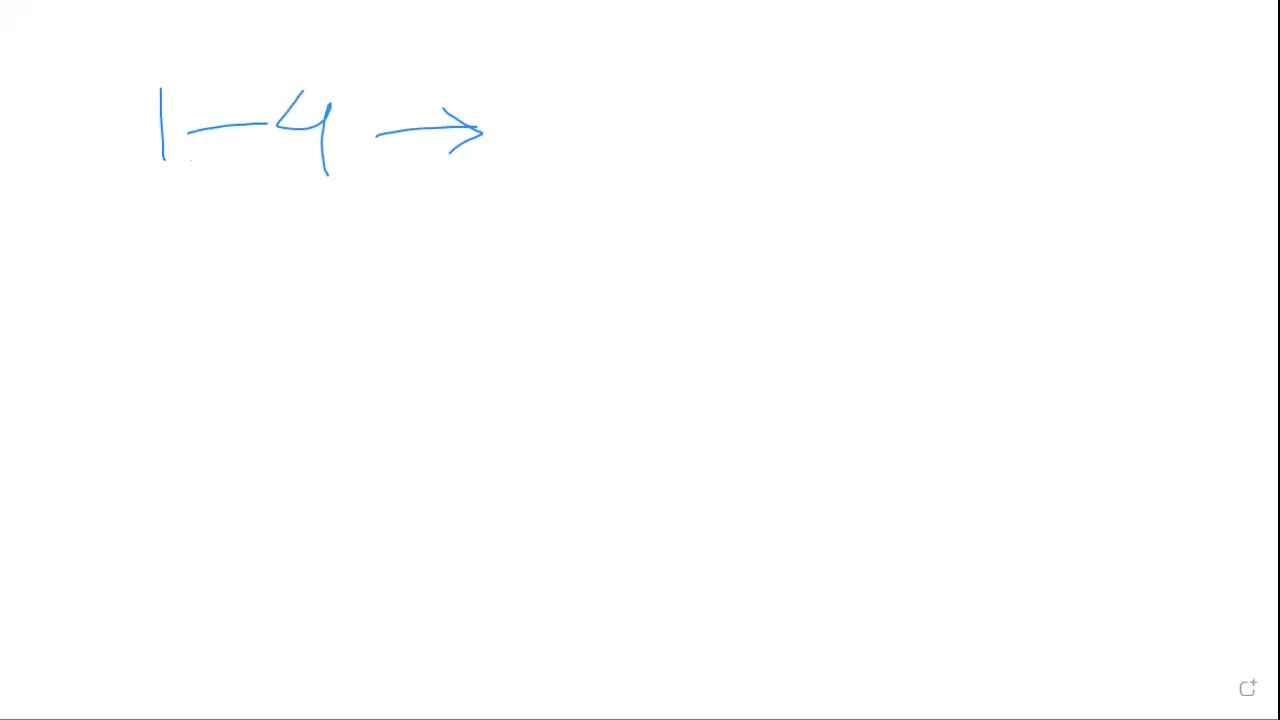 1 — 4 →